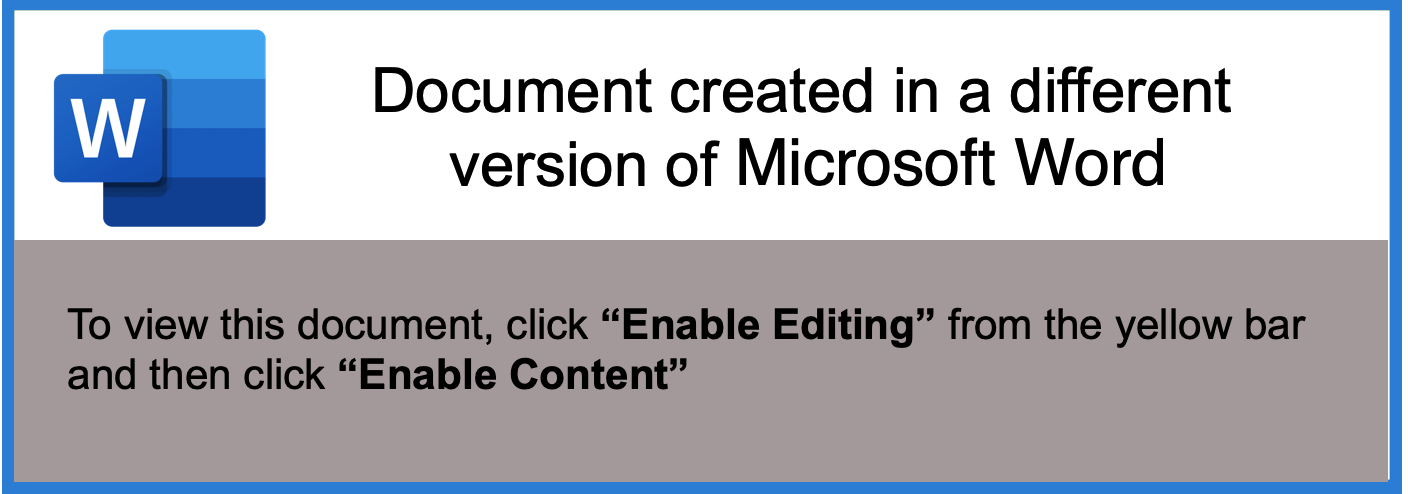 W
Document created in a different
version of Microsoft Word
To view this document, click “Enable Editing” from the yellow bar
and then click “Enable Content”